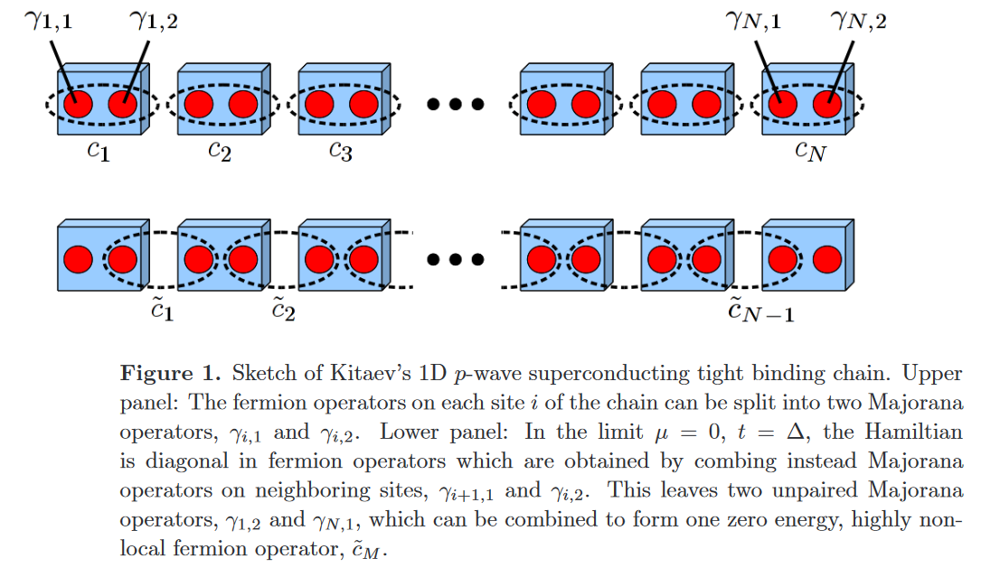 γ1,1 γ1,2 γN,1 γN,2
c1 c2 c3 cN
c̃1 c̃2 c̃N−1
Figure 1. Sketch of Kitaev's 1D p-wave superconducting tight binding chain. Upper
panel: The fermion operators on each site i of the chain can be split into two Majorana
operators, γi,1 and γi,2. Lower panel: In the limit μ = 0, t = Δ, the Hamiltian
is diagonal in fermion operators which are obtained by combing instead Majorana
operators on neighboring sites, γi+1,1 and γi,2. This leaves two unpaired Majorana
operators, γ1,2 and γN,1, which can be combined to form one zero energy, highly non-
local fermion operator, c̃M.